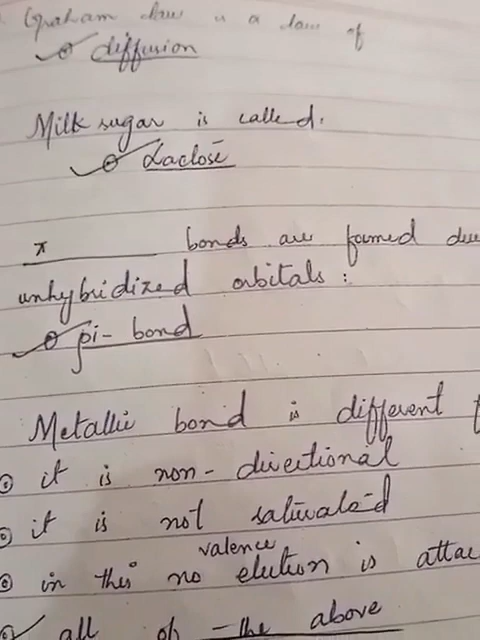 Graham law is a law of
diffusion
Milk sugar is called.
Lactose
π bonds are formed due
unhybridized orbitals :
pi-bond
Metallic bond is different f
it is non-directional
it is not saturated
valence
in this no elution is attac
all of the above